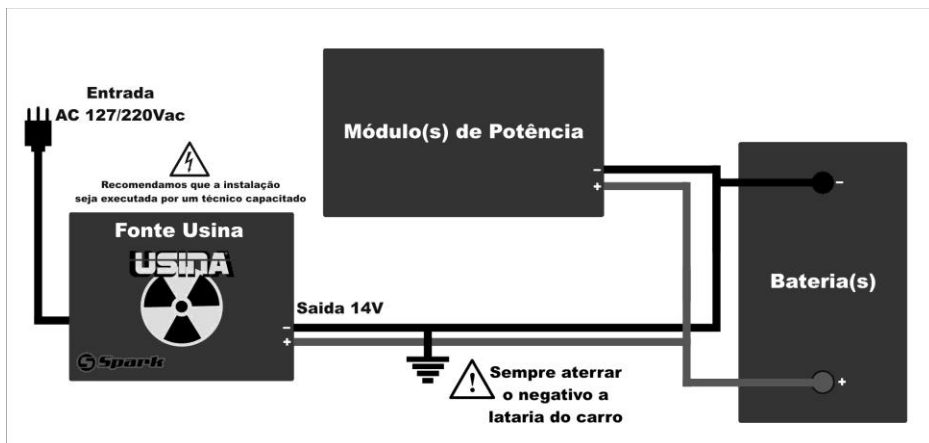 Entrada
AC 127/220Vac
Recomendamos que a instalação
seja executada por um técnico capacitado
Fonte Usina
USINA
Spark
Saida 14V
-
+
Sempre aterrar
o negativo a
lataria do carro
Módulo(s) de Potência
-
+
Bateria(s)
-
+